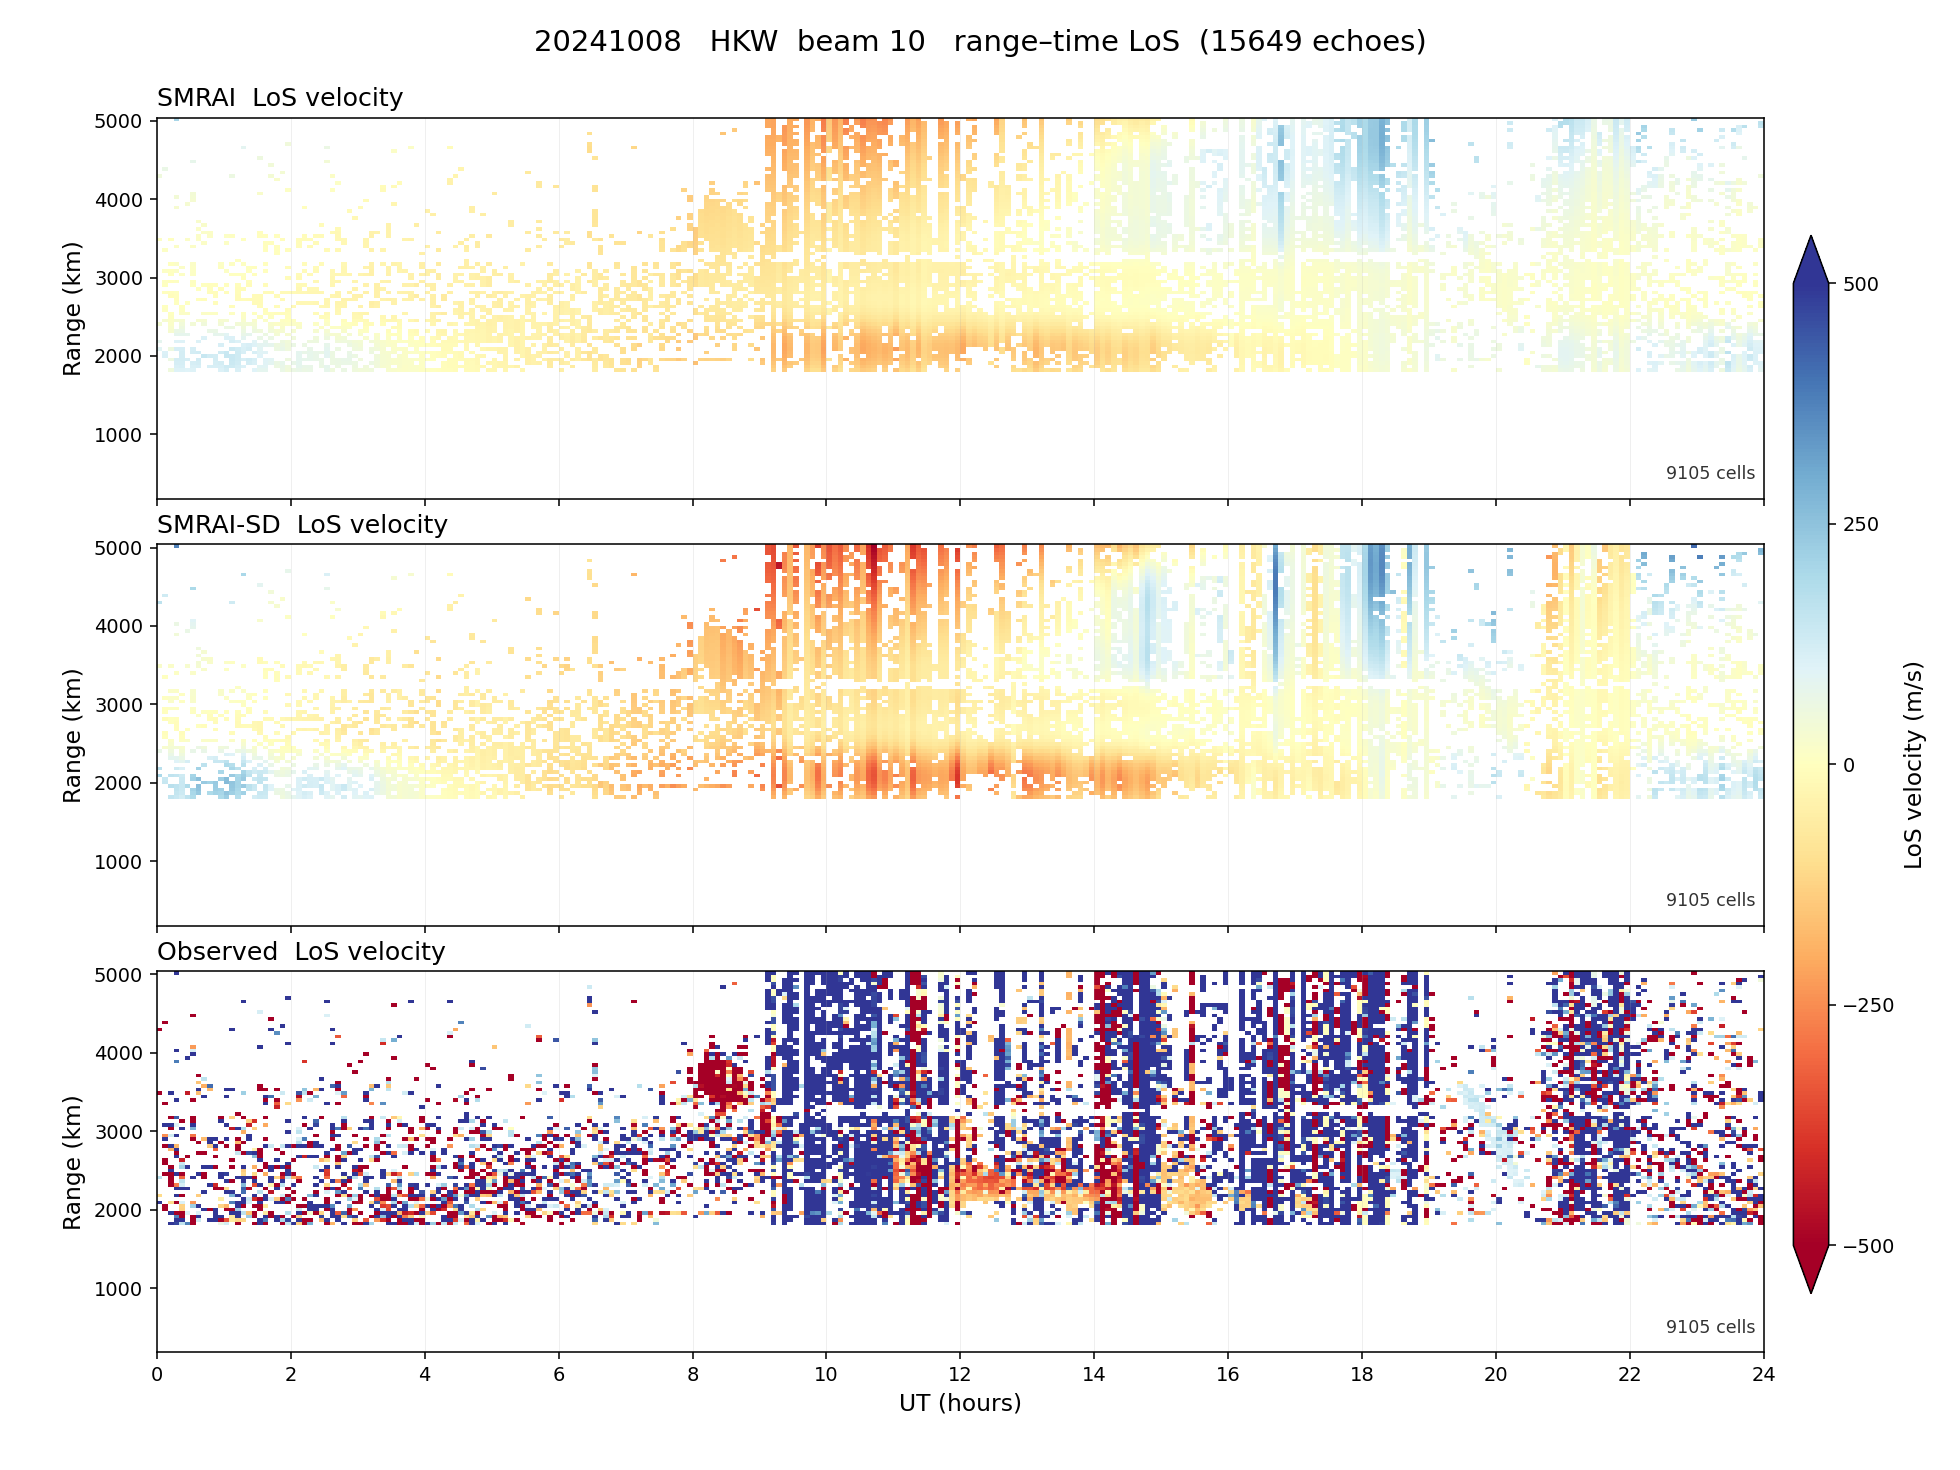 20241008   HKW  beam 10   range–time LoS  (15649 echoes)
SMRAI  LoS velocity
5000
4000
3000
2000
1000
Range (km)
9105 cells
SMRAI-SD  LoS velocity
5000
4000
3000
2000
1000
Range (km)
9105 cells
Observed  LoS velocity
5000
4000
3000
2000
1000
Range (km)
9105 cells
0 2 4 6 8 10 12 14 16 18 20 22 24
UT (hours)
500
250
0
−250
−500
LoS velocity (m/s)